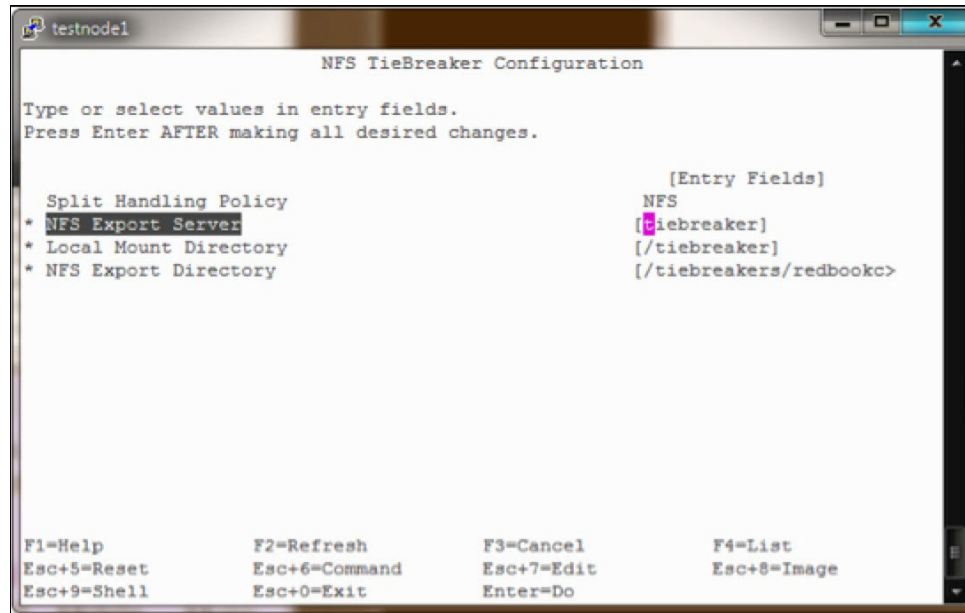 testnode1
NFS TieBreaker Configuration
Type or select values in entry fields.
Press Enter AFTER making all desired changes.
[Entry Fields]
Split Handling Policy NFS
* NFS Export Server [tiebreaker]
* Local Mount Directory [/tiebreaker]
* NFS Export Directory [/tiebreakers/redbookc>
F1=Help F2=Refresh F3=Cancel F4=List
Esc+5=Reset Esc+6=Command Esc+7=Edit Esc+8=Image
Esc+9=Shell Esc+0=Exit Enter=Do